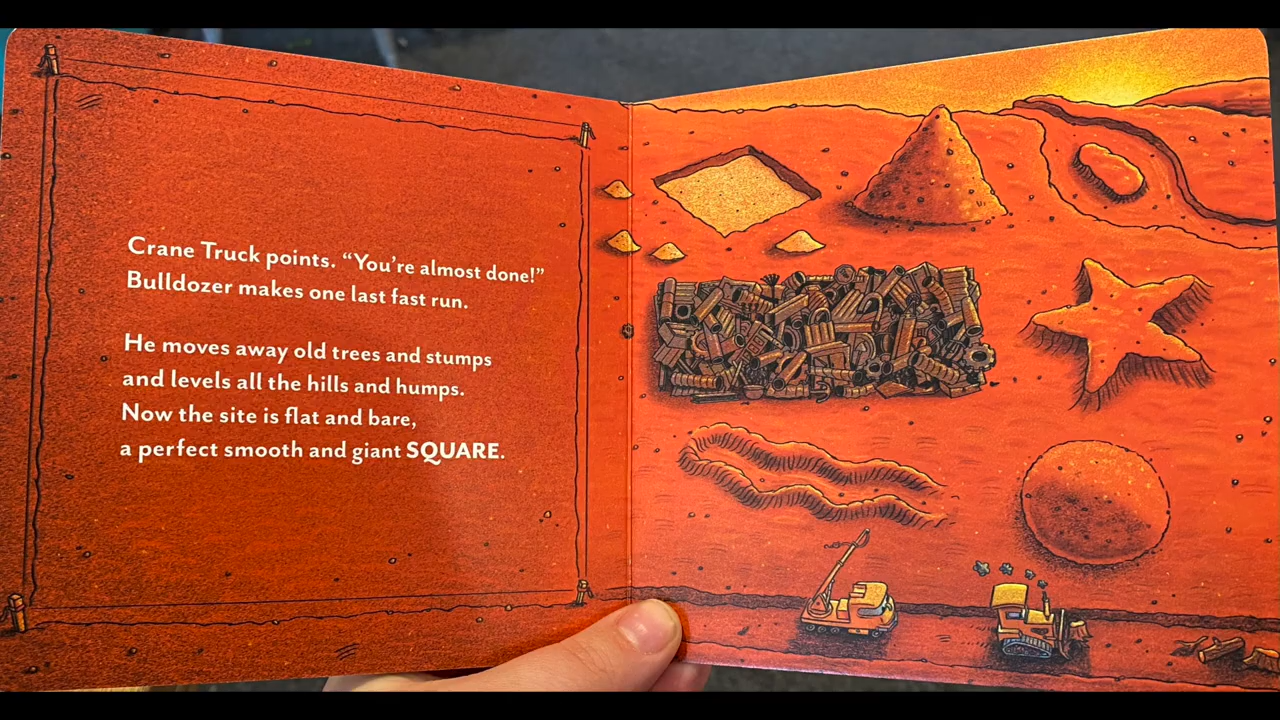 Crane Truck points. “You’re almost done!”
Bulldozer makes one last fast run.
He moves away old trees and stumps
and levels all the hills and humps.
Now the site is flat and bare,
a perfect smooth and giant SQUARE.